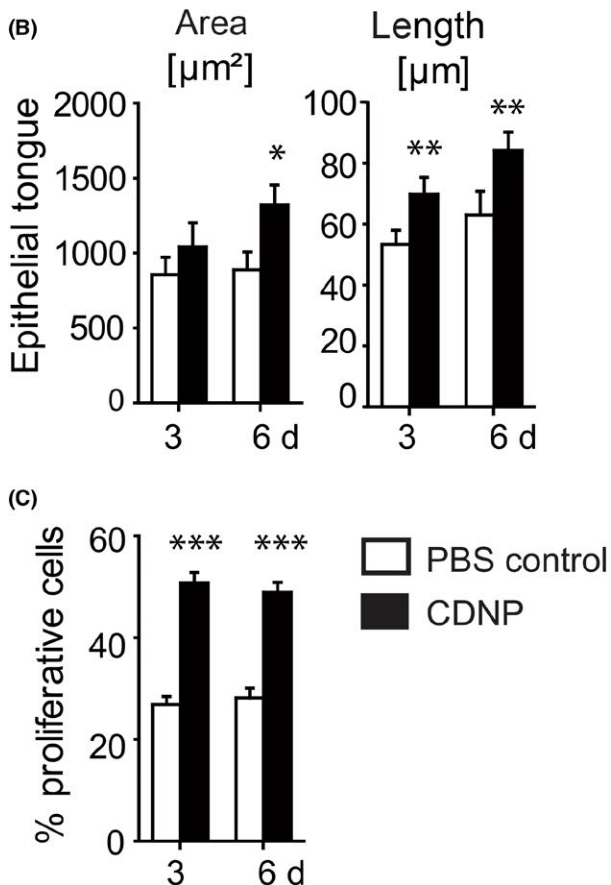 (B)
Area
[µm²]
Length
[µm]
Epithelial tongue
2000
1500
1000
500
0
*
3
6 d
100
80
60
40
20
0
**
**
3
6 d
(C)
% proliferative cells
60
40
20
0
***
***
3
6 d
PBS control
CDNP